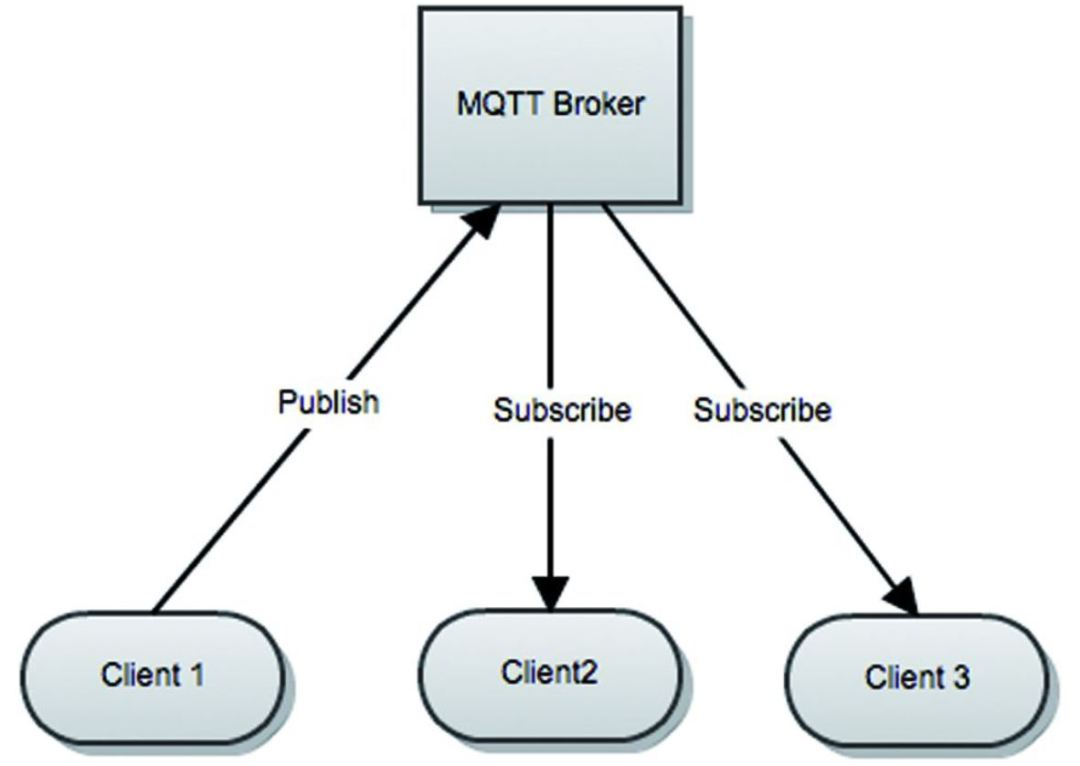 MQTT Broker
Publish
Subscribe
Subscribe
Client 1
Client2
Client 3